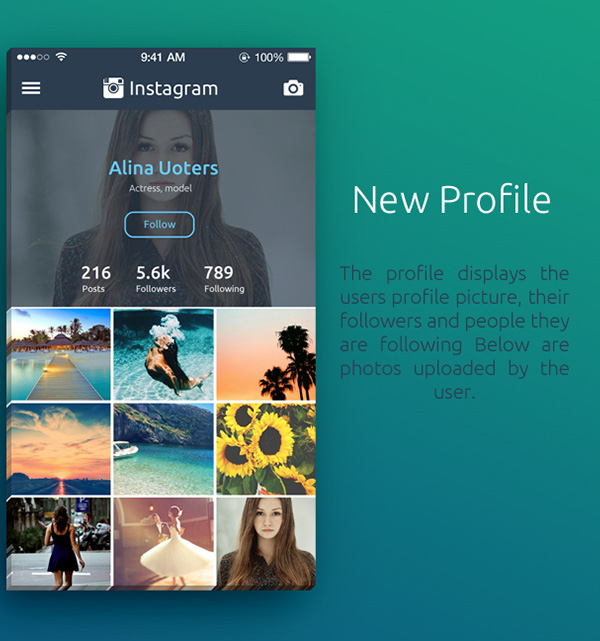 9:41 AM 100%
Instagram
Alina Uoters
Actress, model
Follow
216 5.6k 789
Posts Followers Following
New Profile
The profile displays the
users profile picture, their
followers and people they
are following Below are
photos uploaded by the
user.